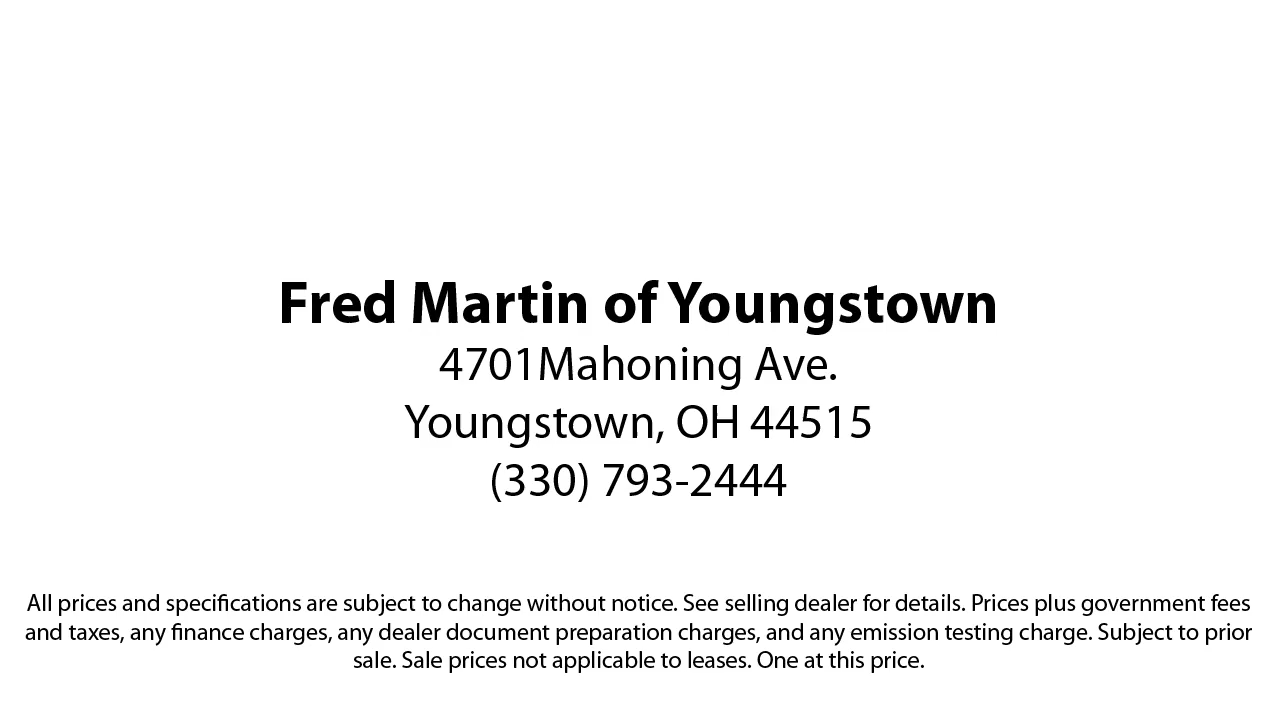 Fred Martin of Youngstown
4701Mahoning Ave.
Youngstown, OH 44515
(330) 793-2444
All prices and specifications are subject to change without notice. See selling dealer for details. Prices plus government fees
and taxes, any finance charges, any dealer document preparation charges, and any emission testing charge. Subject to prior
sale. Sale prices not applicable to leases. One at this price.